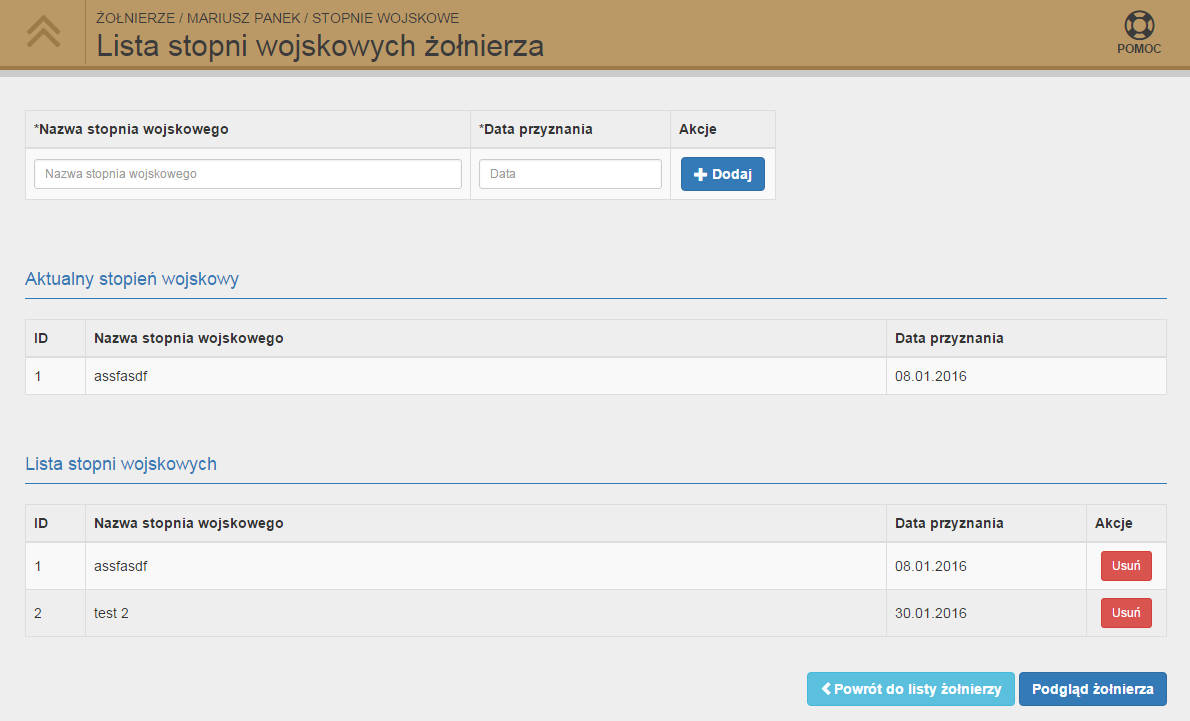 ŻOŁNIERZE / MARIUSZ PANEK / STOPNIE WOJSKOWE
Lista stopni wojskowych żołnierza
POMOC
*Nazwa stopnia wojskowego *Data przyznania Akcje
Nazwa stopnia wojskowego Data Dodaj
Aktualny stopień wojskowy
ID Nazwa stopnia wojskowego Data przyznania
1 assfasdf 08.01.2016
Lista stopni wojskowych
ID Nazwa stopnia wojskowego Data przyznania Akcje
1 assfasdf 08.01.2016 Usuń
2 test 2 30.01.2016 Usuń
Powrót do listy żołnierzy Podgląd żołnierza